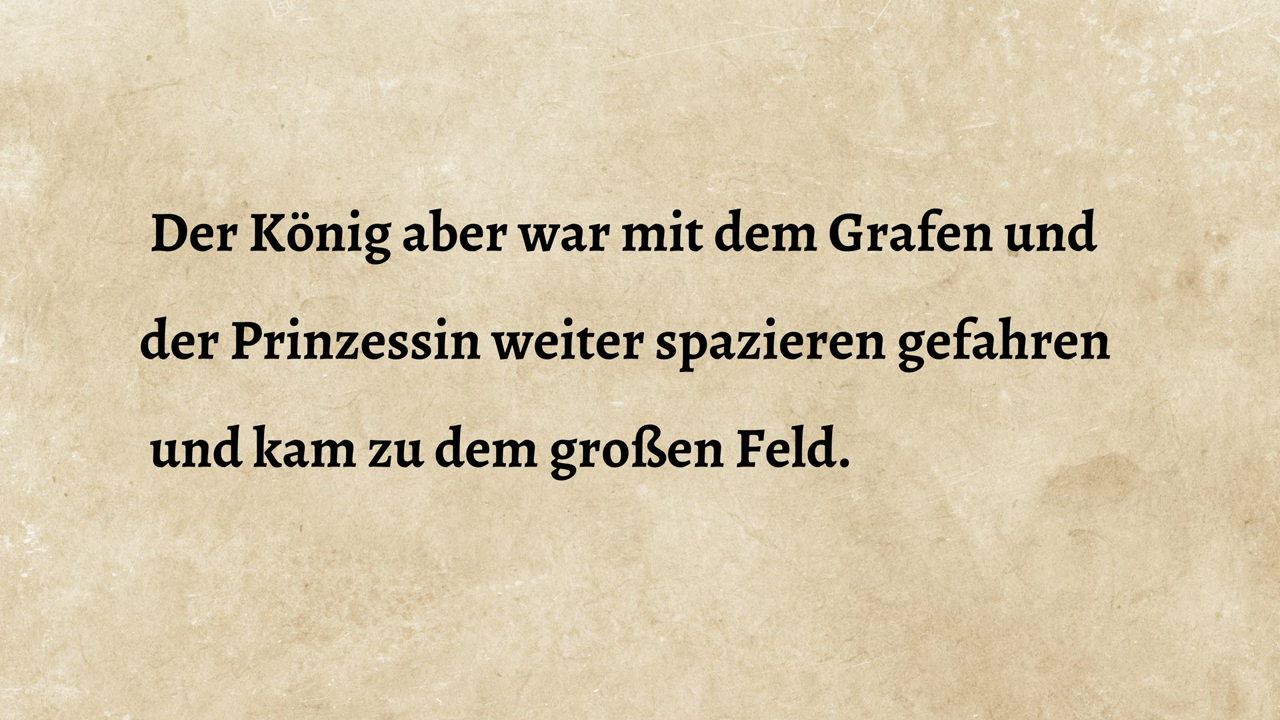 Der König aber war mit dem Grafen und
der Prinzessin weiter spazieren gefahren
und kam zu dem großen Feld.